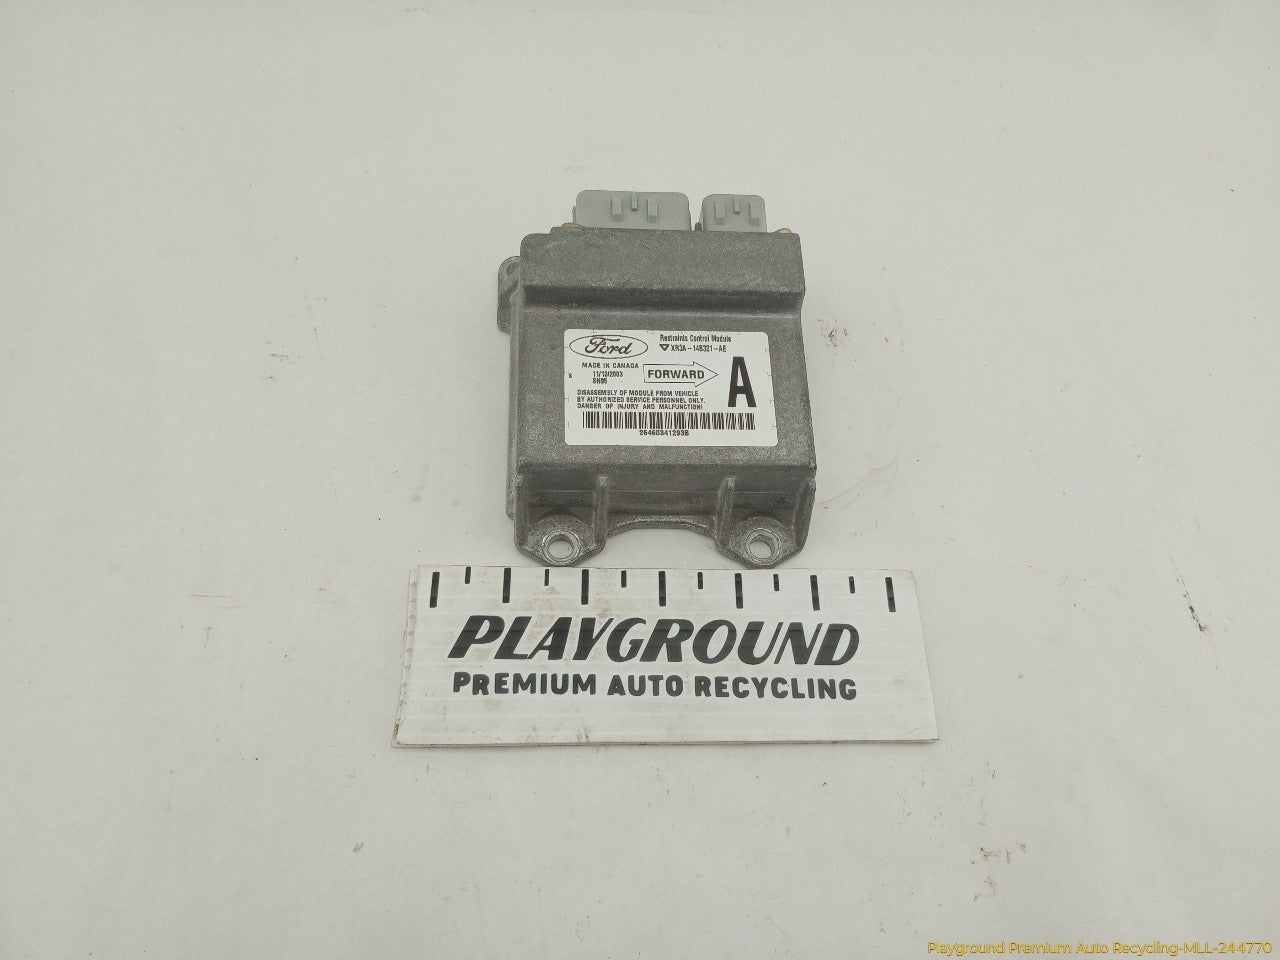 Ford
Restraints Control Module
XR3A-14B321-AE
MADE IN CANADA
11/13/2003
SN95
FORWARD
A
DISASSEMBLY OF MODULE FROM VEHICLE
BY AUTHORIZED SERVICE PERSONNEL ONLY.
DANGER OF INJURY AND MALFUNCTION!
264603412938
PLAYGROUND
PREMIUM AUTO RECYCLING
Playground Premium Auto Recycling-MLL-244770